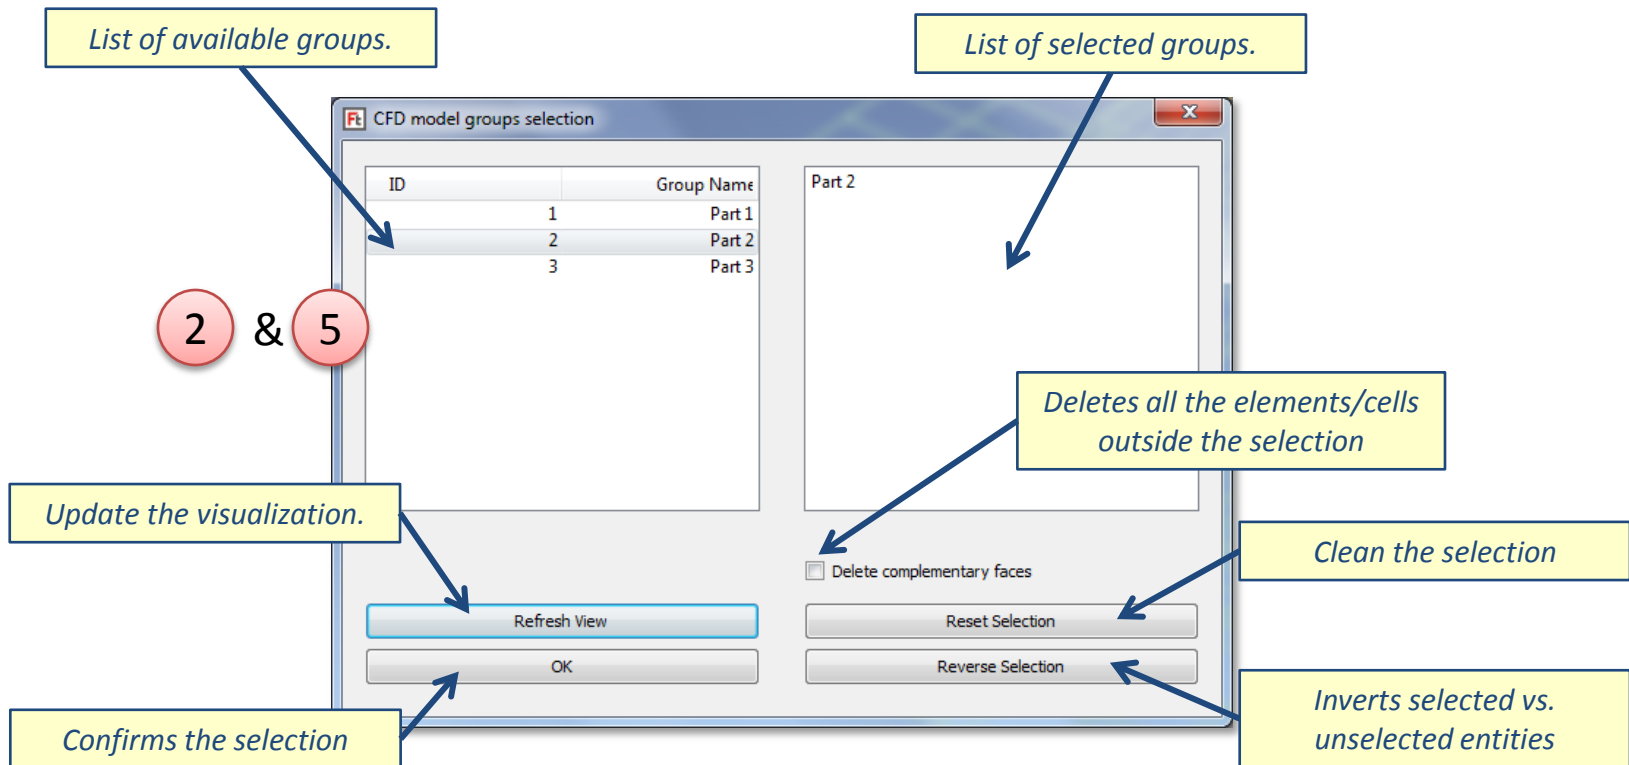 List of available groups.
List of selected groups.
Ft CFD model groups selection
x
ID Group Name
1 Part 1
2 Part 2
3 Part 3
Part 2
2 & 5
Deletes all the elements/cells
outside the selection
Update the visualization.
Clean the selection
Delete complementary faces
Refresh View
Reset Selection
OK
Reverse Selection
Confirms the selection
Inverts selected vs.
unselected entities